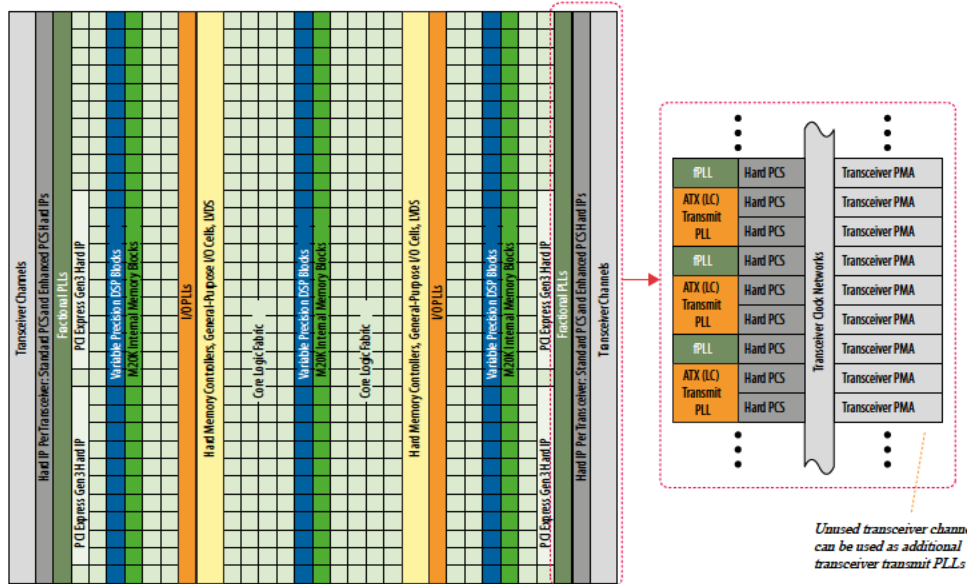 Transceiver Channels
Hard IP Per Transceiver: Standard PCS and Enhanced PCS Hard IPs
Fractional PLLs
PCI Express Gen3 Hard IP
PCI Express Gen3 Hard IP
Variable Precision DSP Blocks
M20K Internal Memory Blocks
I/O PLLs
Hard Memory Controllers, General-Purpose I/O Cells, LVDS
Core Logic Fabric
Variable Precision DSP Blocks
M20K Internal Memory Blocks
Core Logic Fabric
Hard Memory Controllers, General-Purpose I/O Cells, LVDS
I/O PLLs
Variable Precision DSP Blocks
M20K Internal Memory Blocks
PCI Express Gen3 Hard IP
PCI Express Gen3 Hard IP
Fractional PLLs
Hard IP Per Transceiver: Standard PCS and Enhanced PCS Hard IPs
Transceiver Channels
fPLL
Hard PCS
Transceiver PMA
ATX (LC)
Transmit
PLL
Hard PCS
Transceiver PMA
Hard PCS
Transceiver PMA
fPLL
Hard PCS
Transceiver PMA
ATX (LC)
Transmit
PLL
Hard PCS
Transceiver PMA
Hard PCS
Transceiver PMA
fPLL
Hard PCS
Transceiver PMA
ATX (LC)
Transmit
PLL
Hard PCS
Transceiver PMA
Hard PCS
Transceiver PMA
Transceiver Clock Networks
Unused transceiver channe
can be used as additional
transceiver transmit PLLs